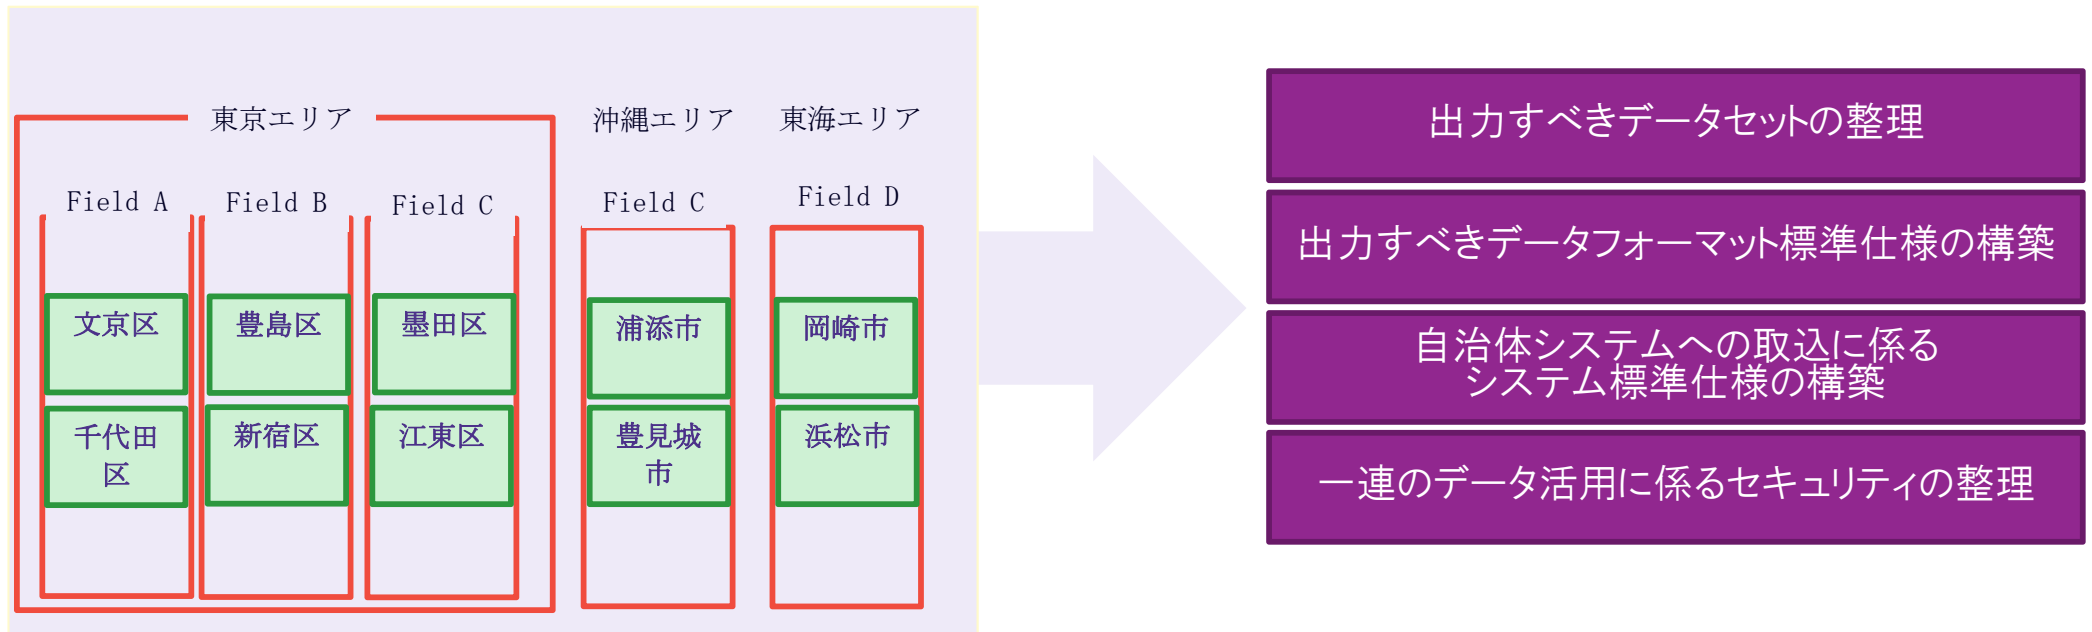 東京エリア
沖縄エリア
東海エリア
Field A
Field B
Field C
Field C
Field D
文京区
豊島区
墨田区
浦添市
岡崎市
千代田
区
新宿区
江東区
豊見城
市
浜松市
出力すべきデータセットの整理
出力すべきデータフォーマット標準仕様の構築
自治体システムへの取込に係る
システム標準仕様の構築
一連のデータ活用に係るセキュリティの整理